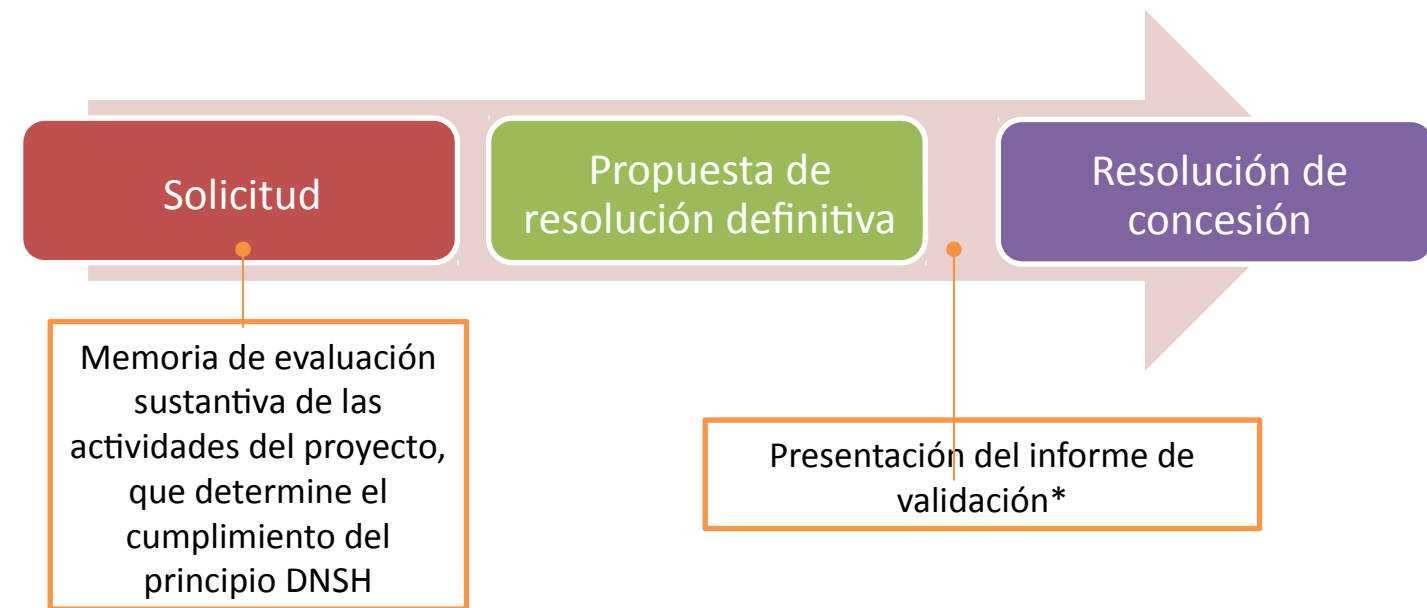 Solicitud
Propuesta de
resolución definitiva
Resolución de
concesión
Memoria de evaluación
sustantiva de las
actividades del proyecto,
que determine el
cumplimiento del
principio DNSH
Presentación del informe de
validación*